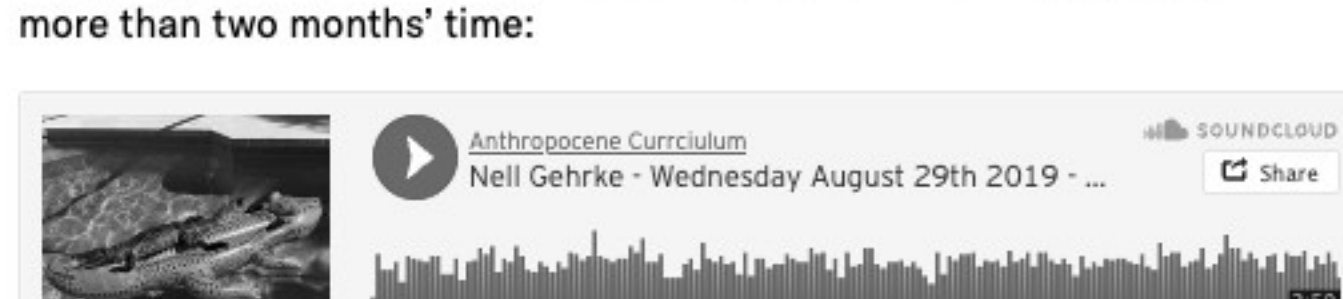 more than two months’ time:
Anthropocene Currciulum
SOUNDCLOUD
Nell Gehrke - Wednesday August 29th 2019 - ...
Share